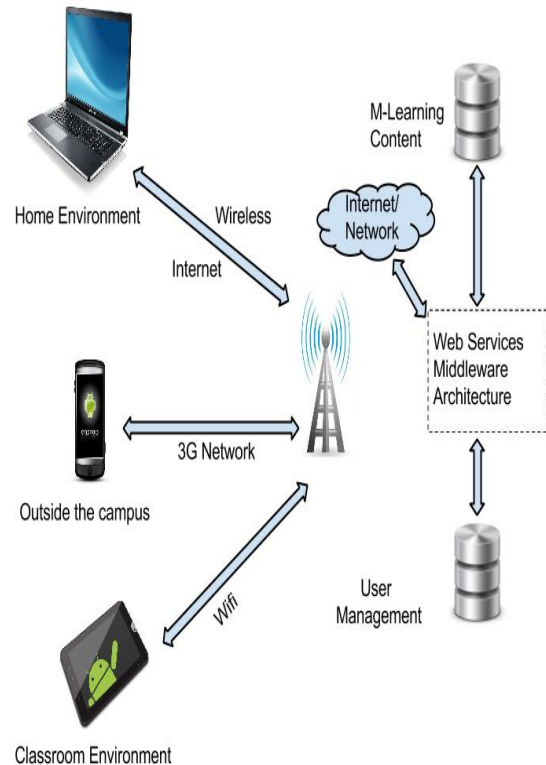 M-Learning
Content
Home Environment
Wireless
Internet
Internet/
Network
Web Services
Middleware
Architecture
3G Network
Outside the campus
Wifi
User
Management
Classroom Environment